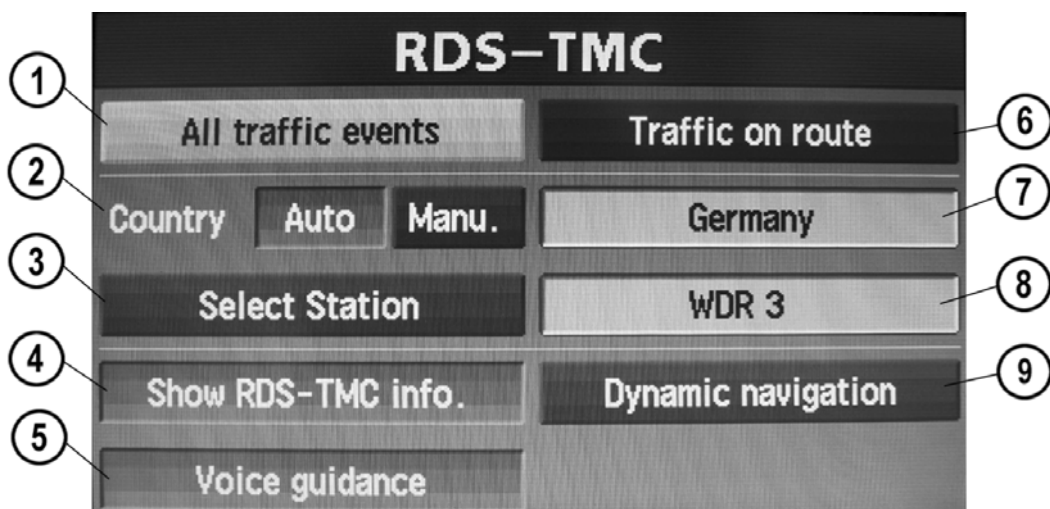 RDS-TMC
1 All traffic events Traffic on route 6
2 Country Auto Manu. Germany 7
3 Select Station WDR 3 8
4 Show RDS-TMC info. Dynamic navigation 9
5 Voice guidance